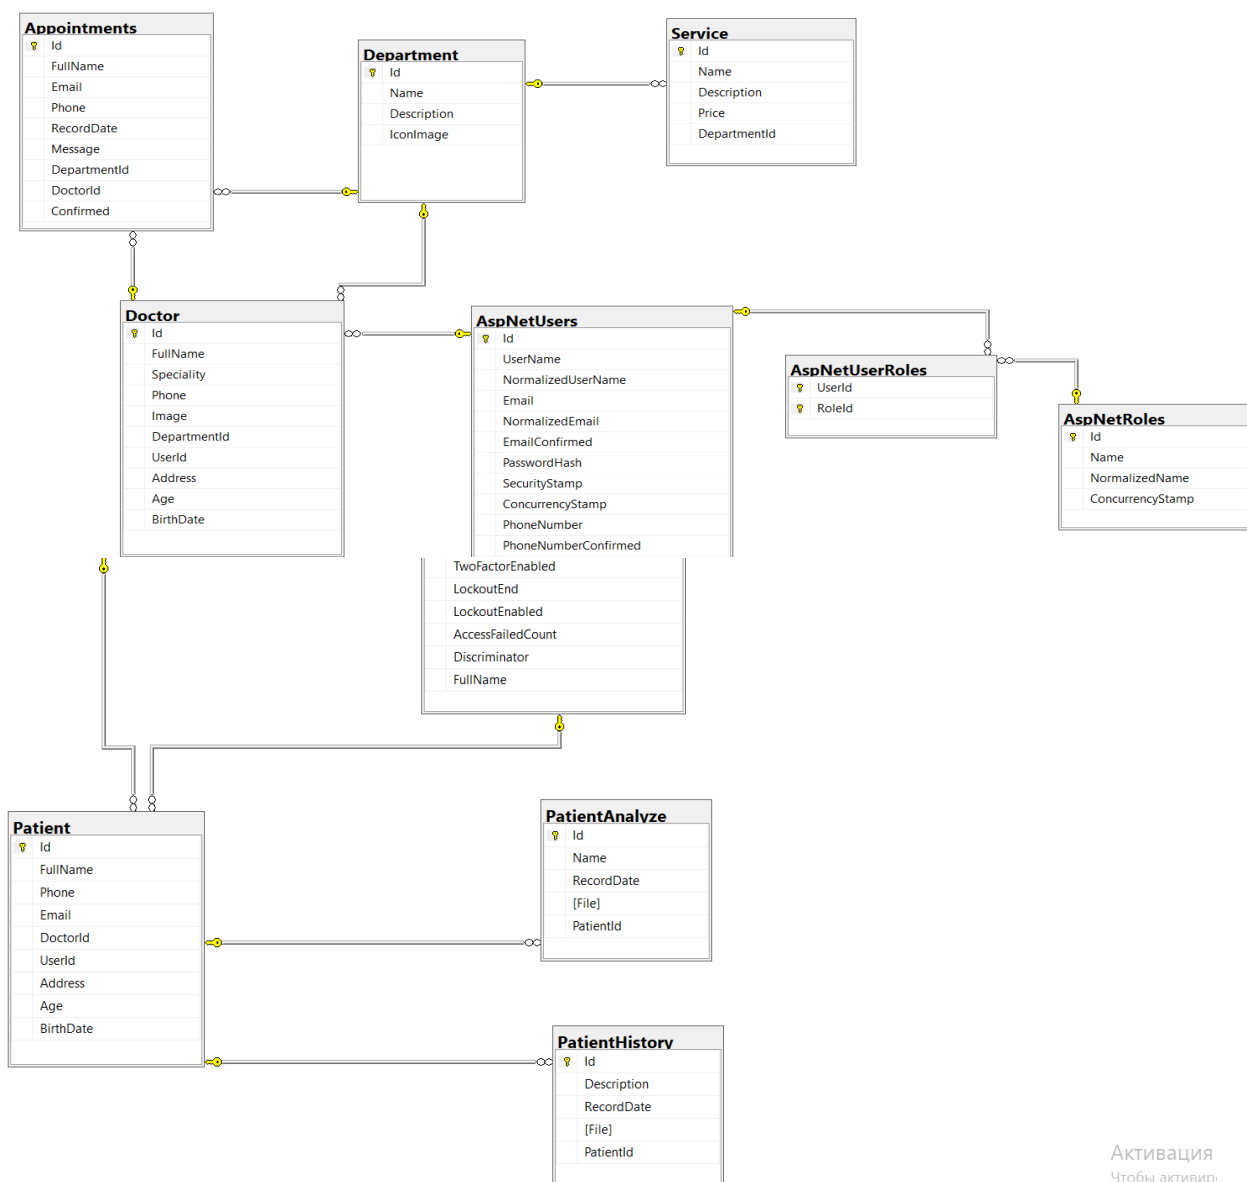 Appointments
Id
FullName
Email
Phone
RecordDate
Message
DepartmentId
DoctorId
Confirmed
Department
Id
Name
Description
IconImage
Service
Id
Name
Description
Price
DepartmentId
Doctor
Id
FullName
Speciality
Phone
Image
DepartmentId
UserId
Address
Age
BirthDate
AspNetUsers
Id
UserName
NormalizedUserName
Email
NormalizedEmail
EmailConfirmed
PasswordHash
SecurityStamp
ConcurrencyStamp
PhoneNumber
PhoneNumberConfirmed
TwoFactorEnabled
LockoutEnd
LockoutEnabled
AccessFailedCount
Discriminator
FullName
AspNetUserRoles
UserId
RoleId
AspNetRoles
Id
Name
NormalizedName
ConcurrencyStamp
Patient
Id
FullName
Phone
Email
DoctorId
UserId
Address
Age
BirthDate
PatientAnalyze
Id
Name
RecordDate
[File]
PatientId
PatientHistory
Id
Description
RecordDate
[File]
PatientId
Активация
Чтобы активир